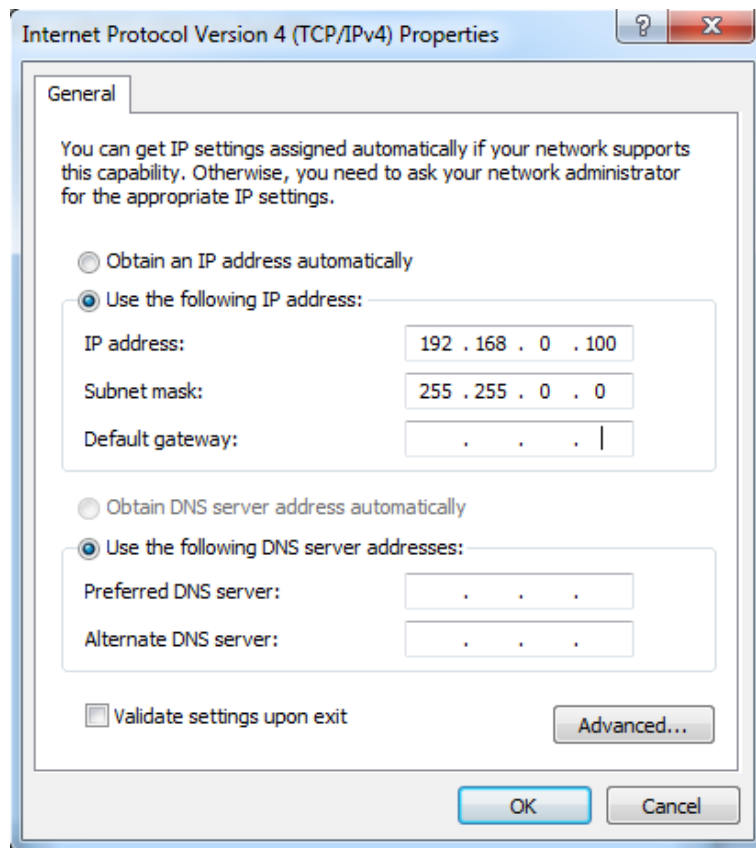 Internet Protocol Version 4 (TCP/IPv4) Properties
?
General
You can get IP settings assigned automatically if your network supports
this capability. Otherwise, you need to ask your network administrator
for the appropriate IP settings.
Obtain an IP address automatically
Use the following IP address:
IP address: 192 . 168 . 0 . 100
Subnet mask: 255 . 255 . 0 . 0
Default gateway: . . .
Obtain DNS server address automatically
Use the following DNS server addresses:
Preferred DNS server: . . .
Alternate DNS server: . . .
Validate settings upon exit
Advanced...
OK Cancel